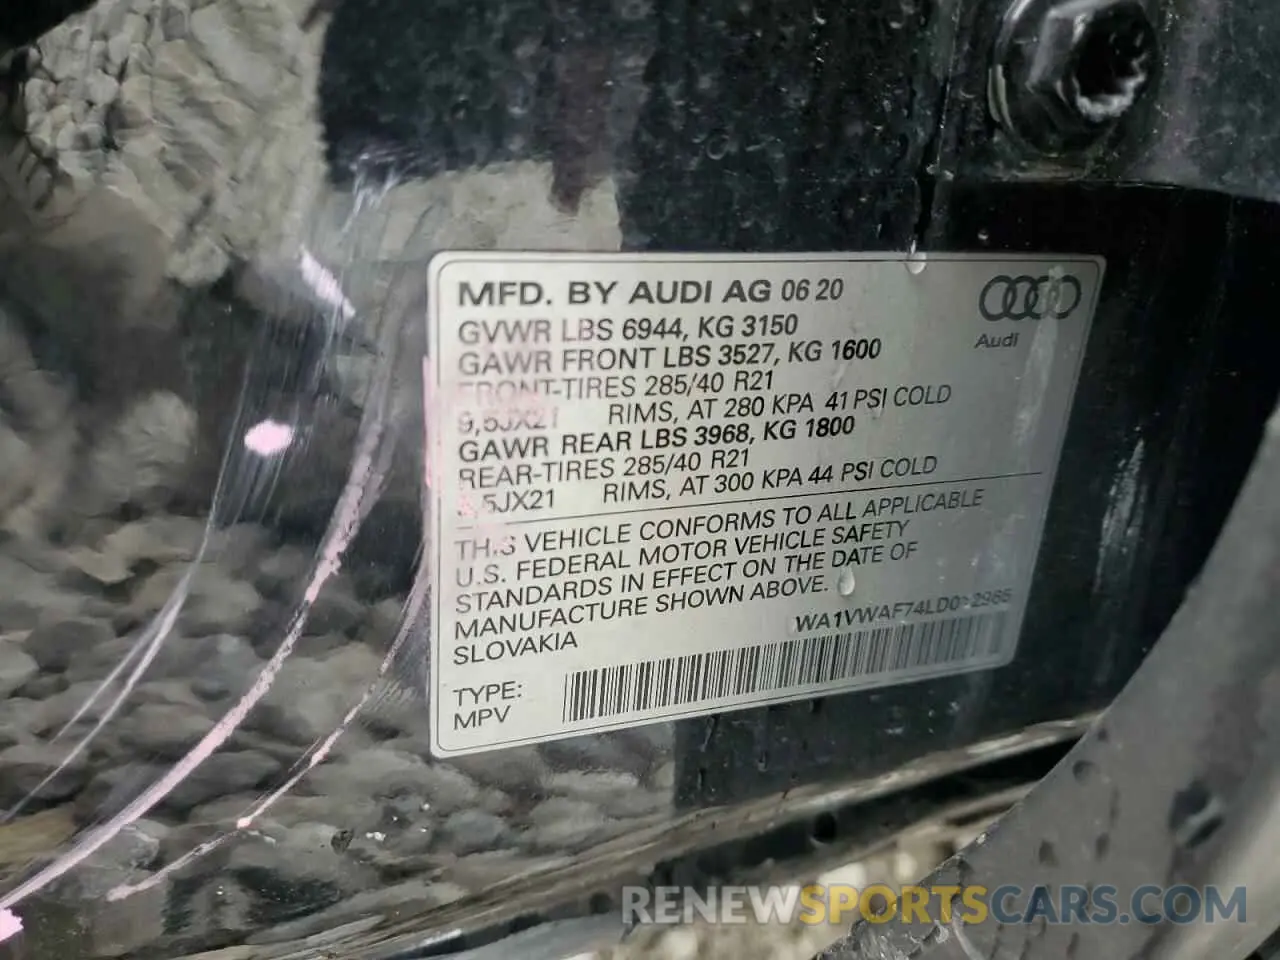 MFD. BY AUDI AG 06 20
Audi
GVWR LBS 6944, KG 3150
GAWR FRONT LBS 3527, KG 1600
FRONT-TIRES 285/40 R21
9,5JX21 RIMS, AT 280 KPA 41 PSI COLD
GAWR REAR LBS 3968, KG 1800
REAR-TIRES 285/40 R21
RIMS, AT 300 KPA 44 PSI COLD
THIS VEHICLE CONFORMS TO ALL APPLICABLE
U.S. FEDERAL MOTOR VEHICLE SAFETY
STANDARDS IN EFFECT ON THE DATE OF
MANUFACTURE SHOWN ABOVE.
SLOVAKIA
TYPE:
MPV
RENEWSPORTSCARS.COM